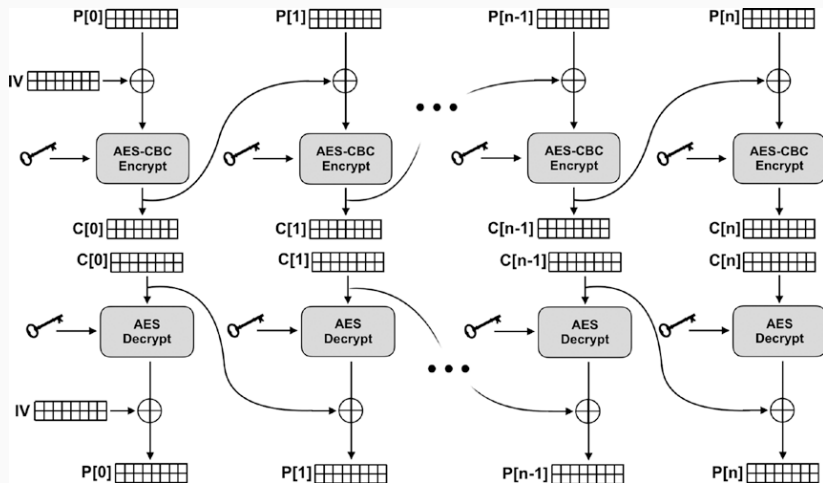 P[0] P[1] P[n-1] P[n]
IV
AES-CBC Encrypt AES-CBC Encrypt AES-CBC Encrypt AES-CBC Encrypt
C[0] C[1] C[n-1] C[n]
C[0] C[1] C[n-1] C[n]
AES Decrypt AES Decrypt AES Decrypt AES Decrypt
IV
P[0] P[1] P[n-1] P[n]